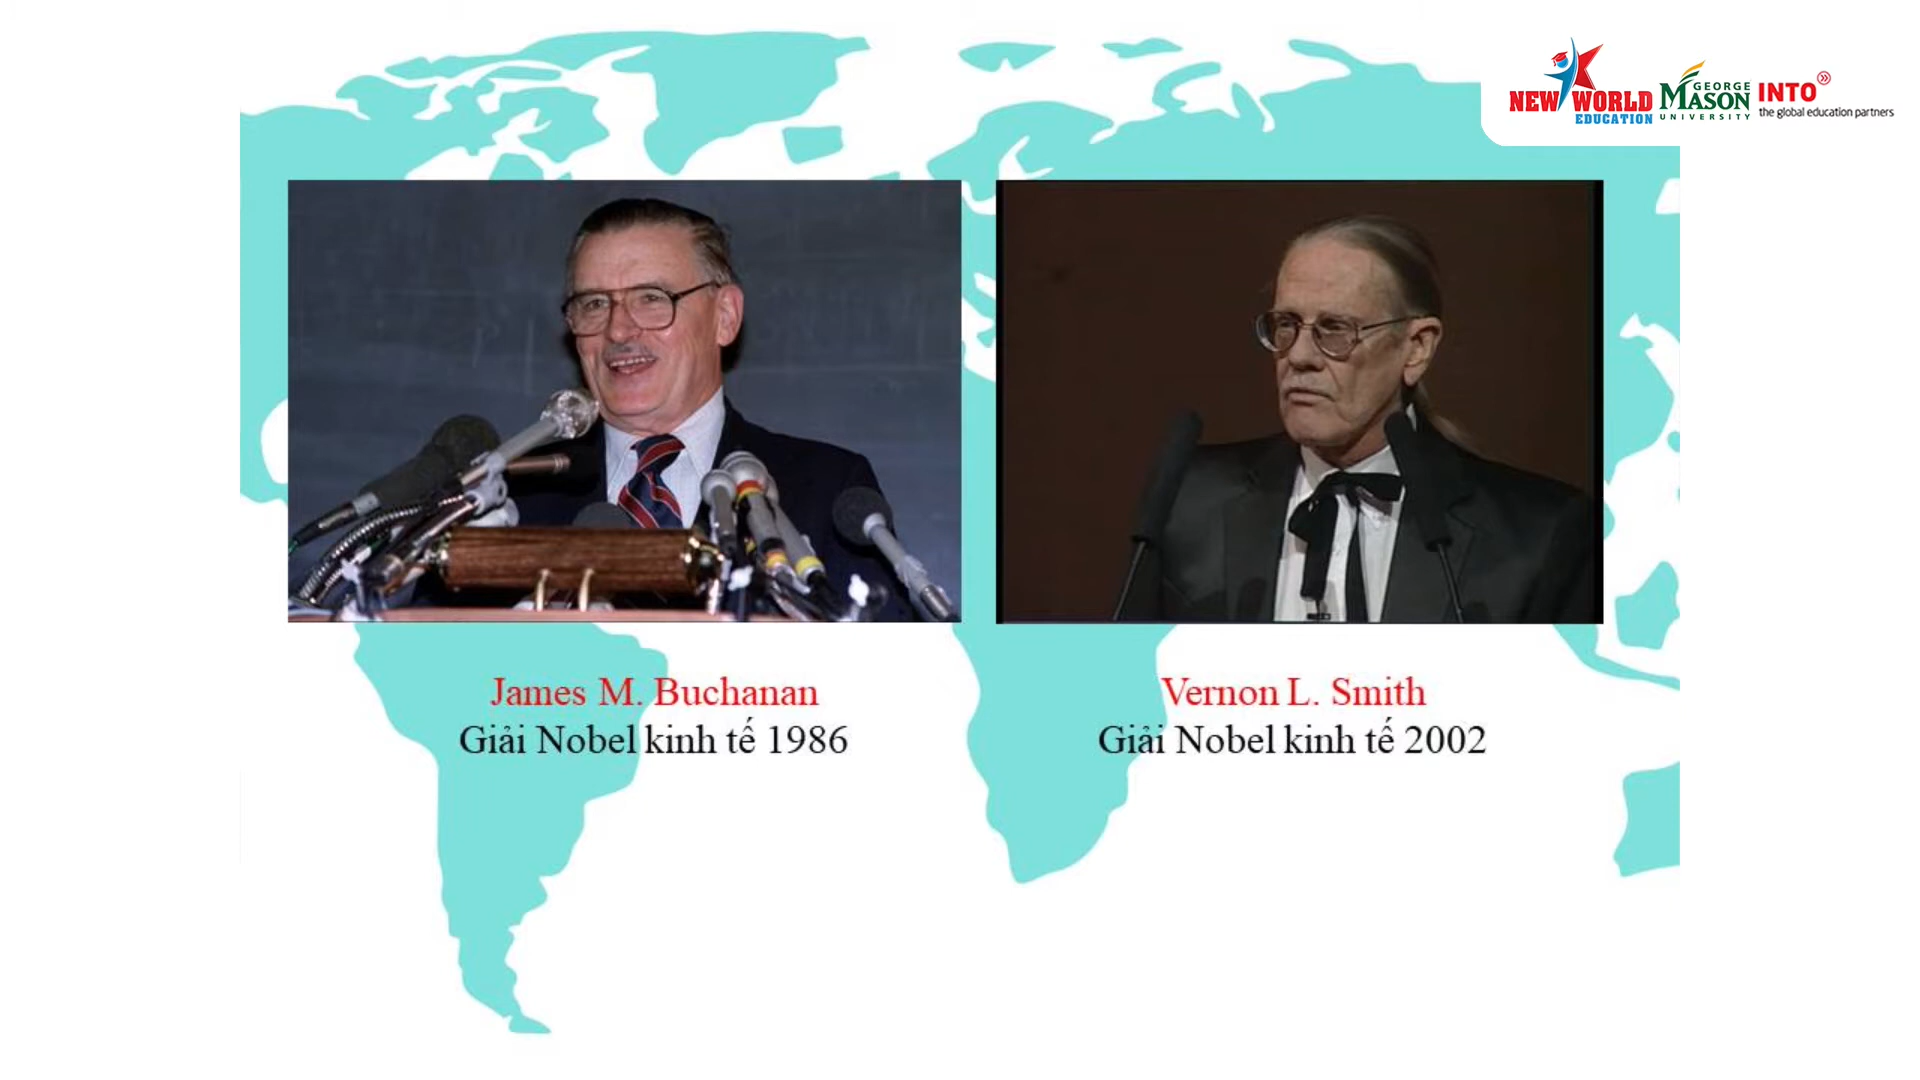 NEW WORLD
EDUCATION
GEORGE
MASON
UNIVERSITY
INTO
the global education partners
James M. Buchanan
Giải Nobel kinh tế 1986
Vernon L. Smith
Giải Nobel kinh tế 2002